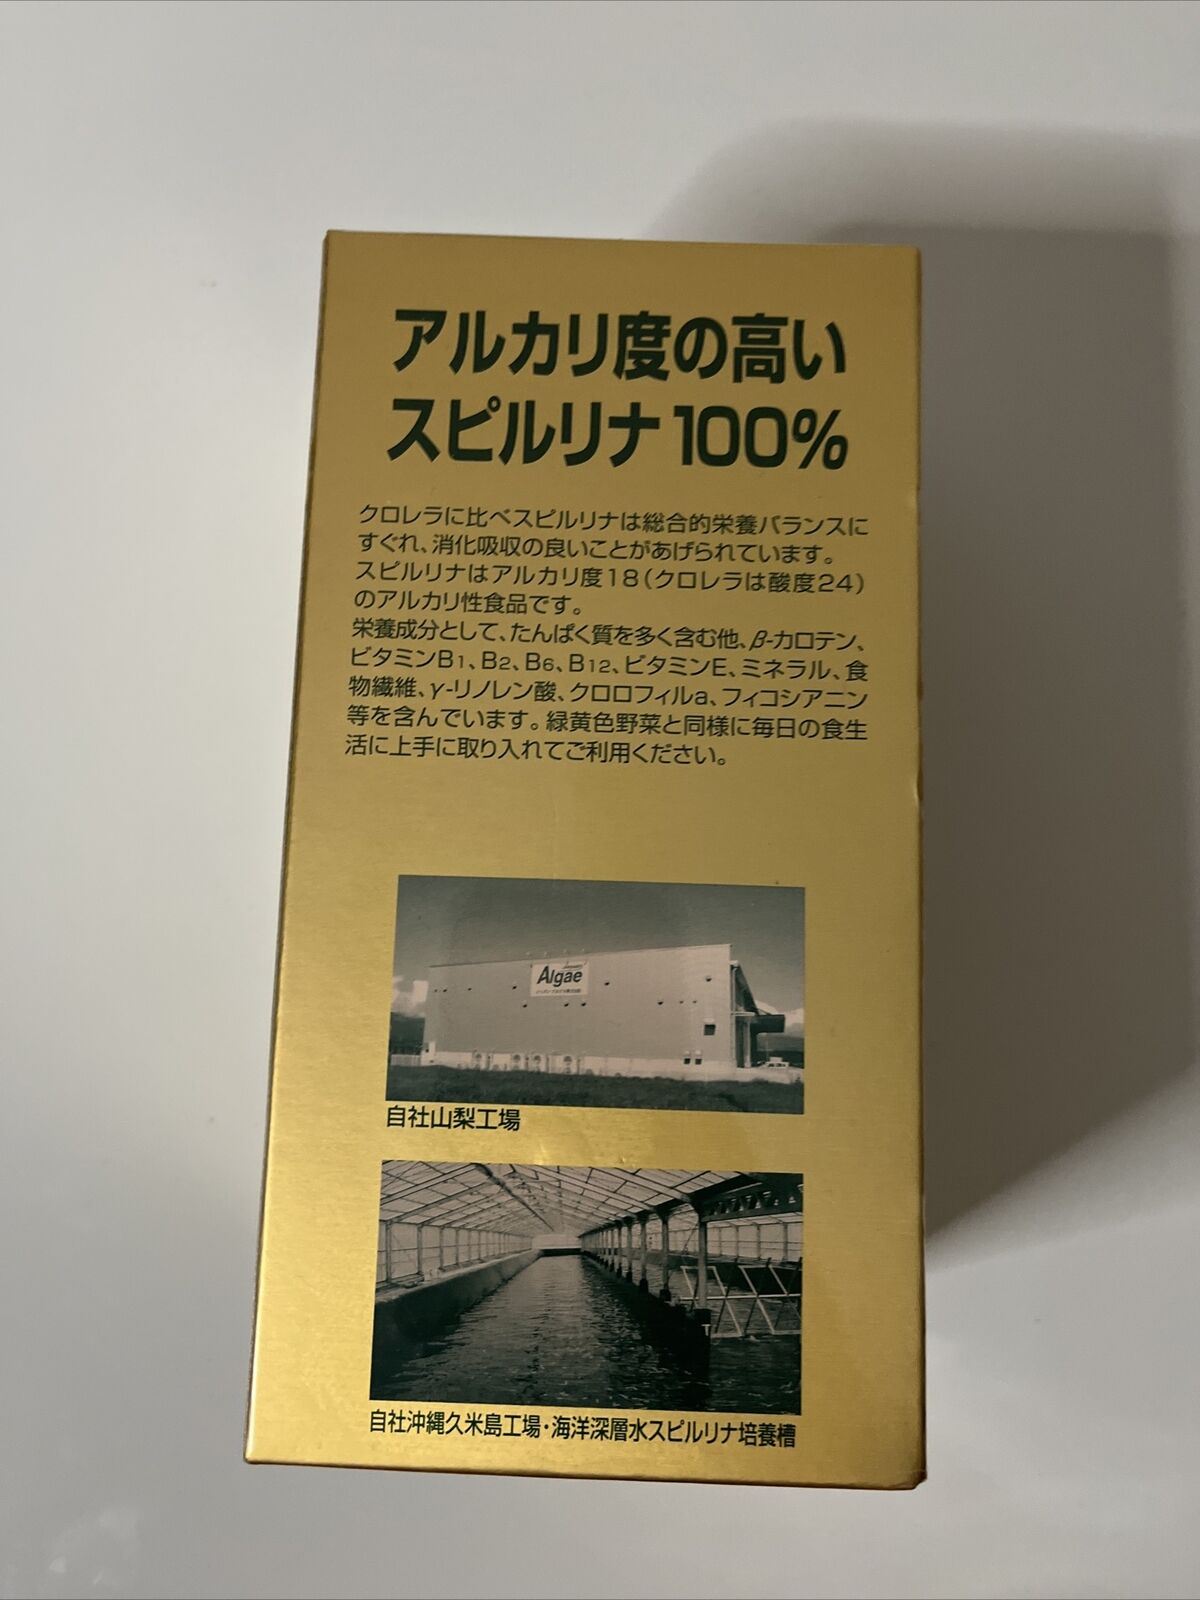 アルカリ度の高い
スピルリナ100%
クロレラに比べスピルリナは総合的栄養バランスに
すぐれ、消化吸収の良いことがあげられています。
スピルリナはアルカリ度18(クロレラは酸度24)
のアルカリ性食品です。
栄養成分として、たんぱく質を多く含む他、β-カロテン、
ビタミンB1、B2、B6、B12、ビタミンE、ミネラル、食
物繊維、γ-リノレン酸、クロロフィルa、フィコシアニン
等を含んでいます。緑黄色野菜と同様に毎日の食生
活に上手に取り入れてご利用ください。
Algae
自社山梨工場
自社沖縄久米島工場・海洋深層水スピルリナ培養槽